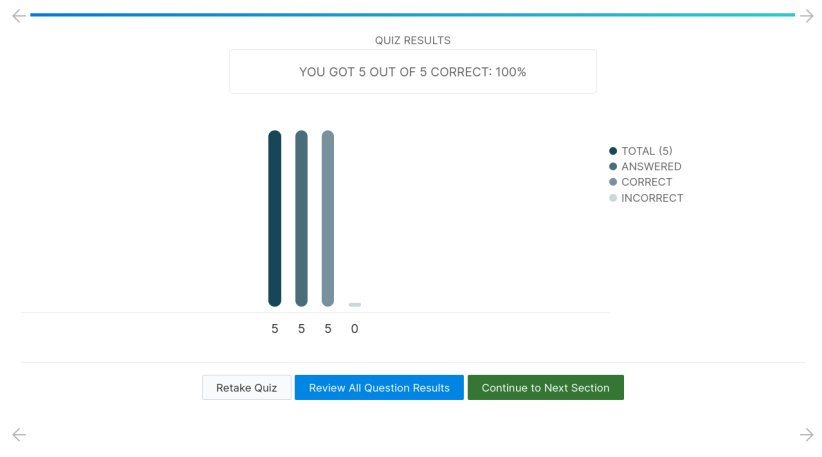 QUIZ RESULTS
YOU GOT 5 OUT OF 5 CORRECT: 100%
TOTAL (5)
ANSWERED
CORRECT
INCORRECT
5 5 5 0
Retake Quiz Review All Question Results Continue to Next Section